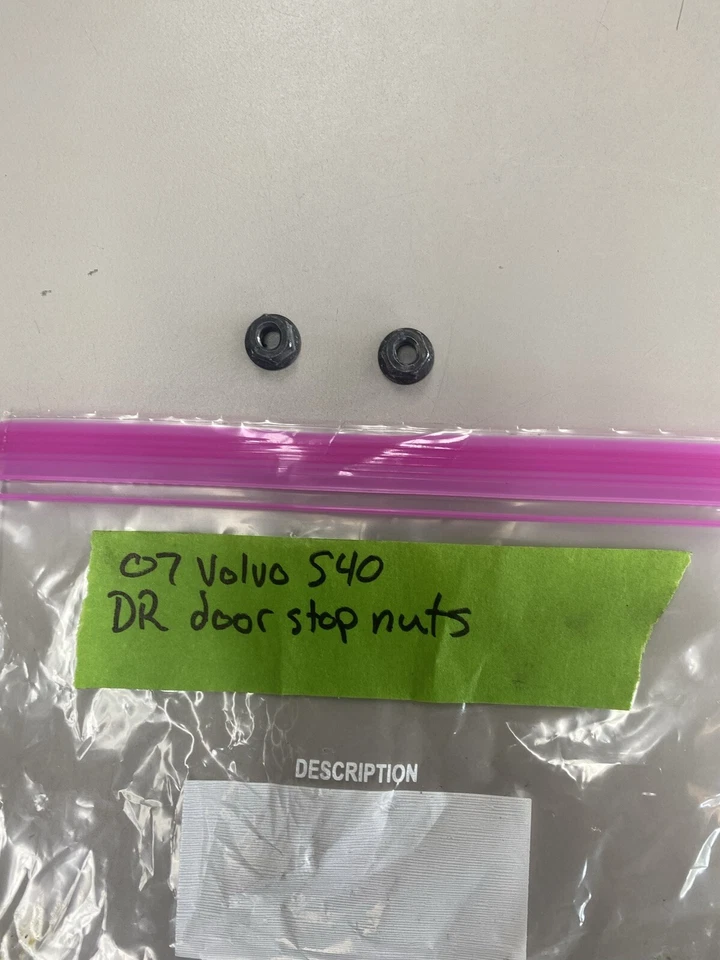 07 Volvo S40
DR door stop nuts
DESCRIPTION